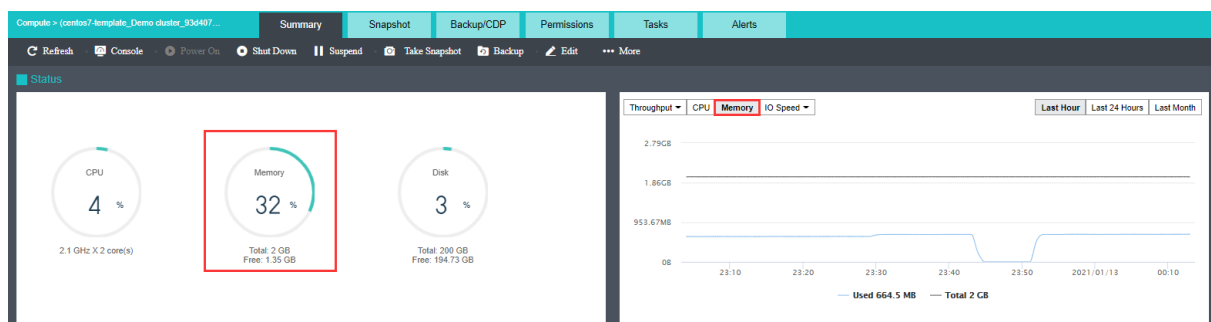 Compute > (centos7-template_Demo cluster_93d407... Summary Snapshot Backup/CDP Permissions Tasks Alerts
Refresh Console Power On Shut Down Suspend Take Snapshot Backup Edit ••• More
Status
Throughput CPU Memory IO Speed Last Hour Last 24 Hours Last Month
CPU
4 %
2.1 GHz X 2 core(s)
Memory
32 %
Total: 2 GB
Free: 1.35 GB
Disk
3 %
Total: 200 GB
Free: 194.73 GB
2.79GB
1.86GB
953.67MB
0B
23:10 23:20 23:30 23:40 23:50 2021/01/13 00:10
Used 664.5 MB Total 2 GB